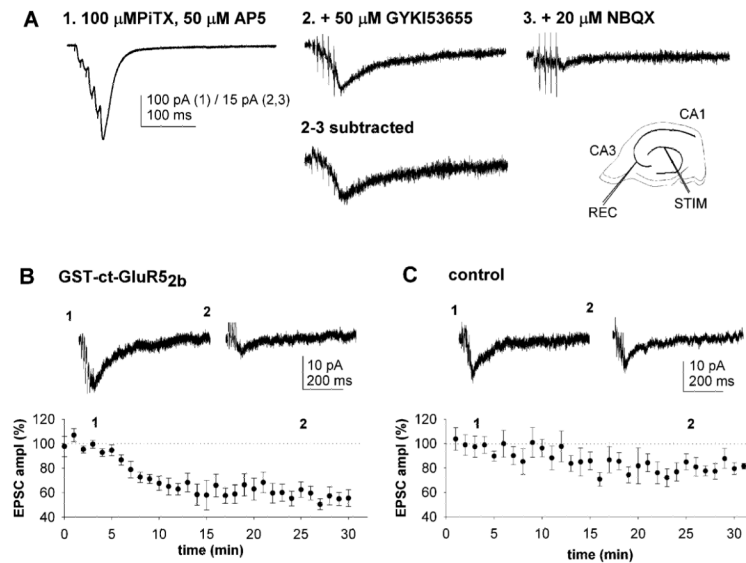 A
1. 100 µMPiTX, 50 µM AP5
2. + 50 µM GYKI53655
3. + 20 µM NBQX
100 pA (1) / 15 pA (2,3)
100 ms
2-3 subtracted
CA1
CA3
REC
STIM
B
GST-ct-GluR5₂b
1
2
10 pA
200 ms
EPSC ampl (%)
120
100
80
60
40
1
2
0
5
10
15
20
25
30
time (min)
C
control
1
2
10 pA
200 ms
EPSC ampl (%)
120
100
80
60
40
1
2
0
5
10
15
20
25
30
time (min)